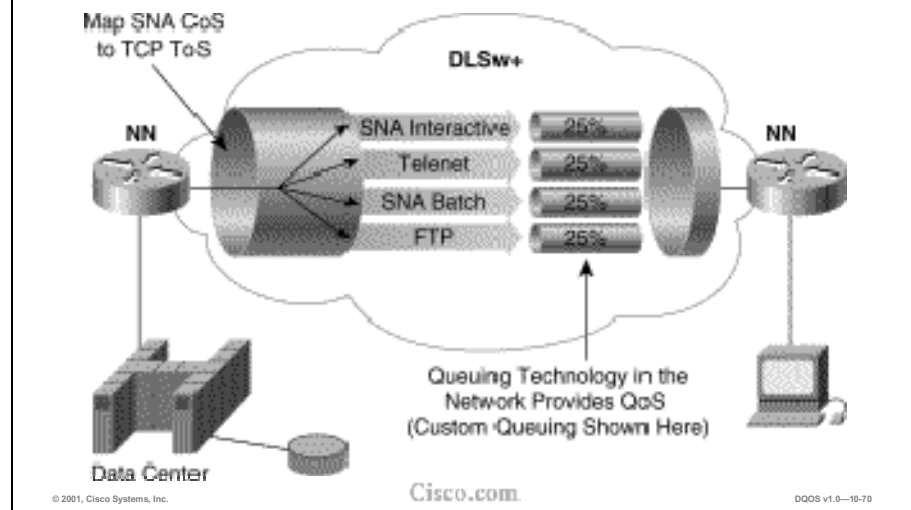 Map SNA CoS
to TCP ToS
DLSw+
NN
NN
SNA Interactive
25%
Telenet
25%
SNA Batch
25%
FTP
25%
Queuing Technology in the
Network Provides QoS
(Custom Queuing Shown Here)
Data Center
© 2001, Cisco Systems, Inc.
Cisco.com
DQOS v1.0—10-70